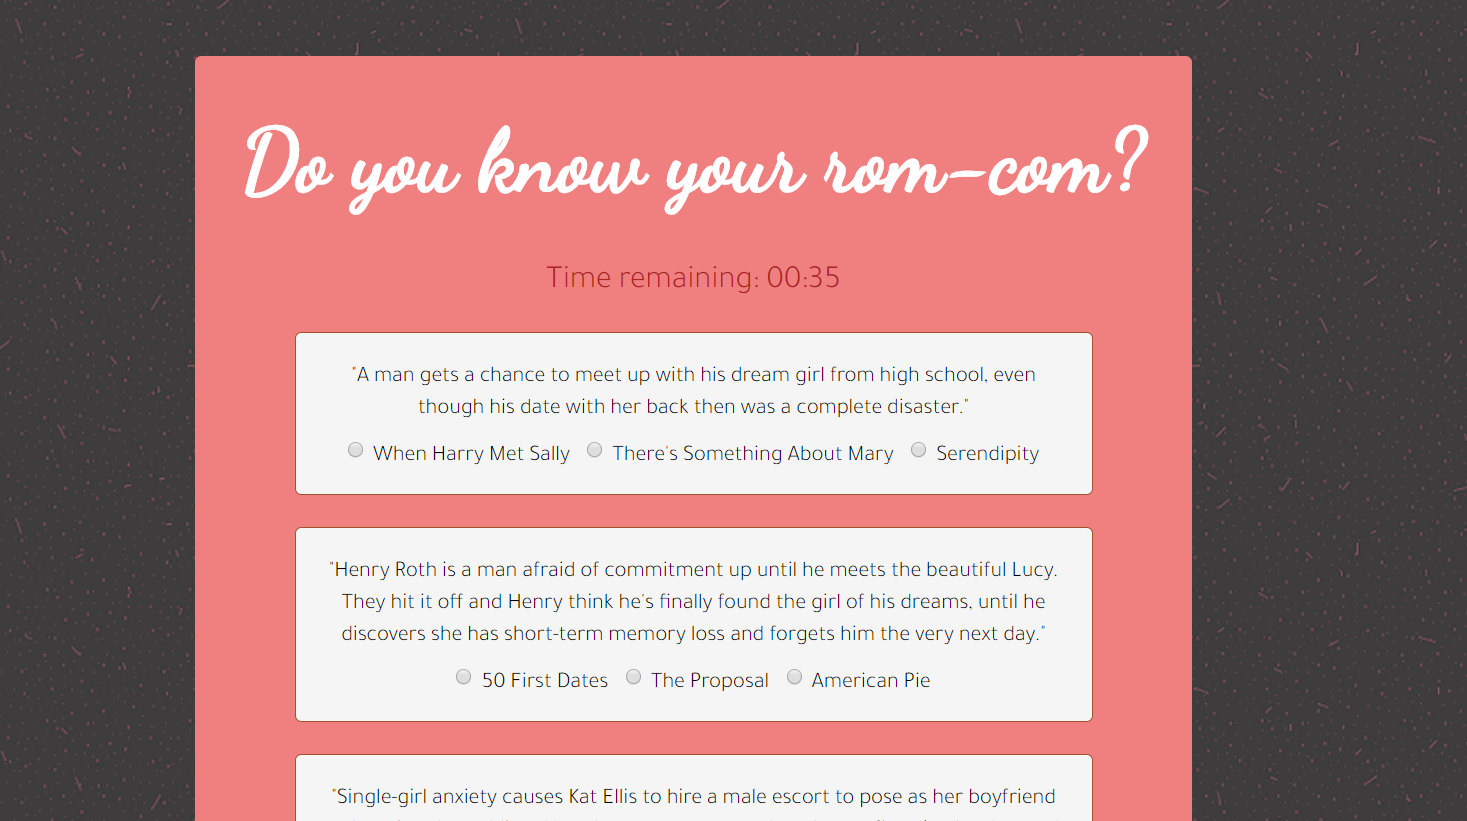 Do you know your rom-com?
Time remaining: 00:35
"A man gets a chance to meet up with his dream girl from high school, even
though his date with her back then was a complete disaster."
When Harry Met Sally There's Something About Mary Serendipity
"Henry Roth is a man afraid of commitment up until he meets the beautiful Lucy.
They hit it off and Henry think he's finally found the girl of his dreams, until he
discovers she has short-term memory loss and forgets him the very next day."
50 First Dates The Proposal American Pie
"Single-girl anxiety causes Kat Ellis to hire a male escort to pose as her boyfriend